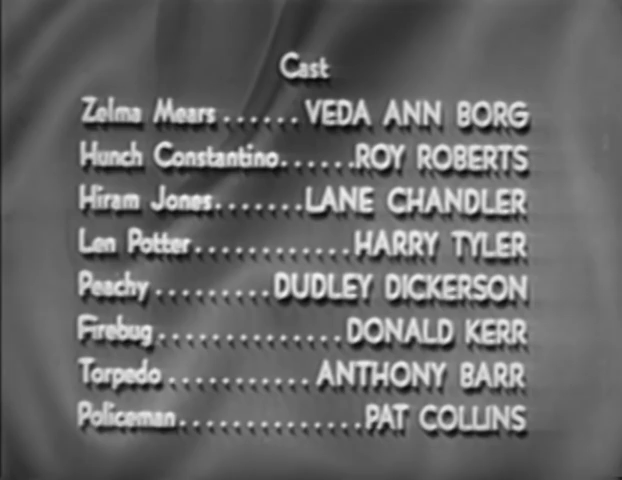 Cast
Zelma Mears.......VEDA ANN BORG
Hunch Constantino......ROY ROBERTS
Hiram Jones........LANE CHANDLER
Len Potter............HARRY TYLER
Peachy.........DUDLEY DICKERSON
Firebug..............DONALD KERR
Torpedo...........ANTHONY BARR
Policeman..............PAT COLLINS